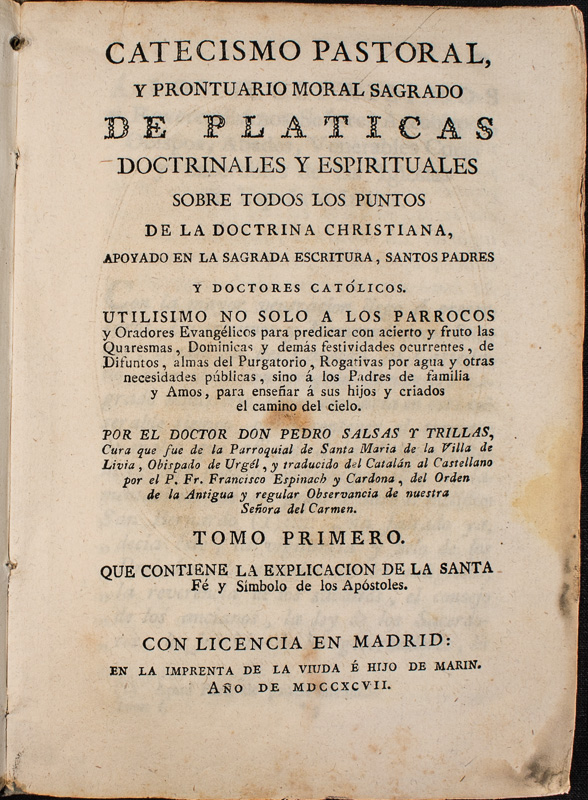 CATECISMO PASTORAL,
Y PRONTUARIO MORAL SAGRADO
DE PLATICAS
DOCTRINALES Y ESPIRITUALES
SOBRE TODOS LOS PUNTOS
DE LA DOCTRINA CHRISTIANA,
APOYADO EN LA SAGRADA ESCRITURA, SANTOS PADRES
Y DOCTORES CATÓLICOS.
UTILISIMO NO SOLO A LOS PARROCOS
y Oradores Evangélicos para predicar con acierto y fruto las
Quaresmas, Dominicas y demás festividades ocurrentes, de
Difuntos, almas del Purgatorio, Rogativas por agua y otras
necesidades públicas, sino á los Padres de familia
y Amos, para enseñar á sus hijos y criados
el camino del cielo.
POR EL DOCTOR DON PEDRO SALSAS Y TRILLAS,
Cura que fue de la Parroquial de Santa Maria de la Villa de
Livia, Obispado de Urgél, y traducido del Catalán al Castellano
por el P. Fr. Francisco Espinach y Cardona, del Orden
de la Antigua y regular Observancia de nuestra
Señora del Carmen.
TOMO PRIMERO.
QUE CONTIENE LA EXPLICACION DE LA SANTA
Fé y Símbolo de los Apóstoles.
CON LICENCIA EN MADRID:
EN LA IMPRENTA DE LA VIUDA É HIJO DE MARIN.
AÑO DE MDCCXCVII.